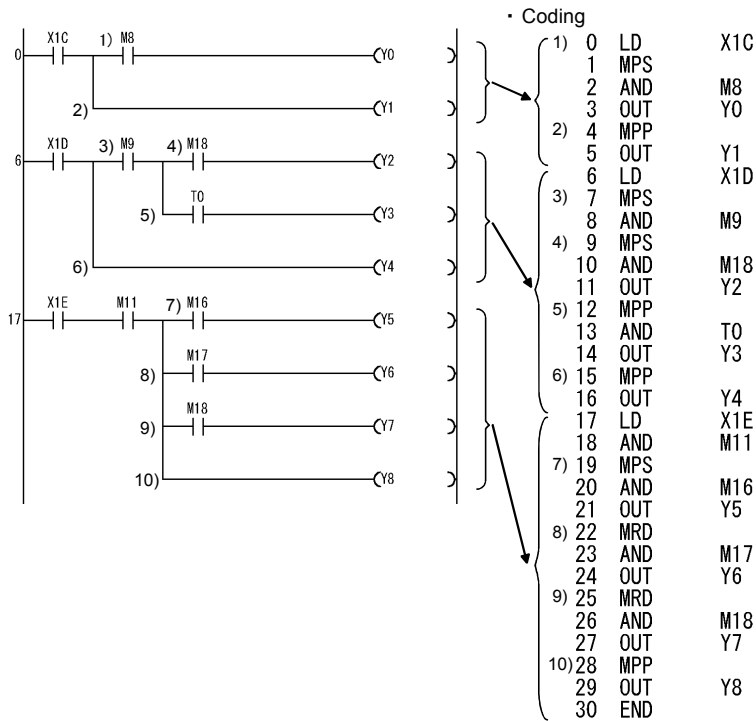 ・ Coding
X1C 1) M8
0 Y0
2) Y1
X1D 3) M9 4) M18
6 Y2
T0
5) Y3
6) Y4
X1E M11 7) M16
17 Y5
M17
8) Y6
M18
9) Y7
10) Y8
1) 0 LD X1C
1 MPS
2 AND M8
3 OUT Y0
2) 4 MPP
5 OUT Y1
6 LD X1D
3) 7 MPS
8 AND M9
4) 9 MPS
10 AND M18
11 OUT Y2
5) 12 MPP
13 AND T0
14 OUT Y3
6) 15 MPP
16 OUT Y4
17 LD X1E
18 AND M11
7) 19 MPS
20 AND M16
21 OUT Y5
8) 22 MRD
23 AND M17
24 OUT Y6
9) 25 MRD
26 AND M18
27 OUT Y7
10) 28 MPP
29 OUT Y8
30 END